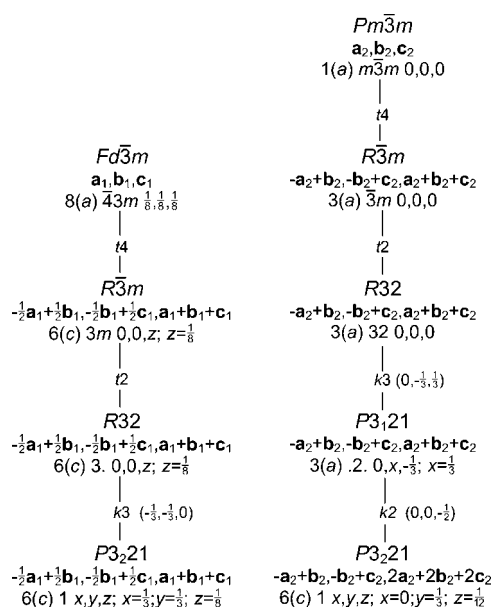 Pm3̅m
a₂,b₂,c₂
1(a) m3̅m 0,0,0
t4
Fd3̅m
a₁,b₁,c₁
8(a) 4̅3m ⅛,⅛,⅛
t4
R3̅m
-½a₁+½b₁,-½b₁+½c₁,a₁+b₁+c₁
6(c) 3m 0,0,z; z=⅛
t2
R32
-½a₁+½b₁,-½b₁+½c₁,a₁+b₁+c₁
6(c) 3. 0,0,z; z=⅛
k3 (-⅓,-⅓,0)
P3₂21
-½a₁+½b₁,-½b₁+½c₁,a₁+b₁+c₁
6(c) 1 x,y,z; x=⅓;y=⅓; z=⅛
R3̅m
-a₂+b₂,-b₂+c₂,a₂+b₂+c₂
3(a) 3̅m 0,0,0
t2
R32
-a₂+b₂,-b₂+c₂,a₂+b₂+c₂
3(a) 32 0,0,0
k3 (0,-⅓,⅓)
P3₁21
-a₂+b₂,-b₂+c₂,a₂+b₂+c₂
3(a) .2. 0,x,-⅓; x=⅓
k2 (0,0,-½)
P3₂21
-a₂+b₂,-b₂+c₂,2a₂+2b₂+2c₂
6(c) 1 x,y,z; x=0;y=⅓; z=1/12